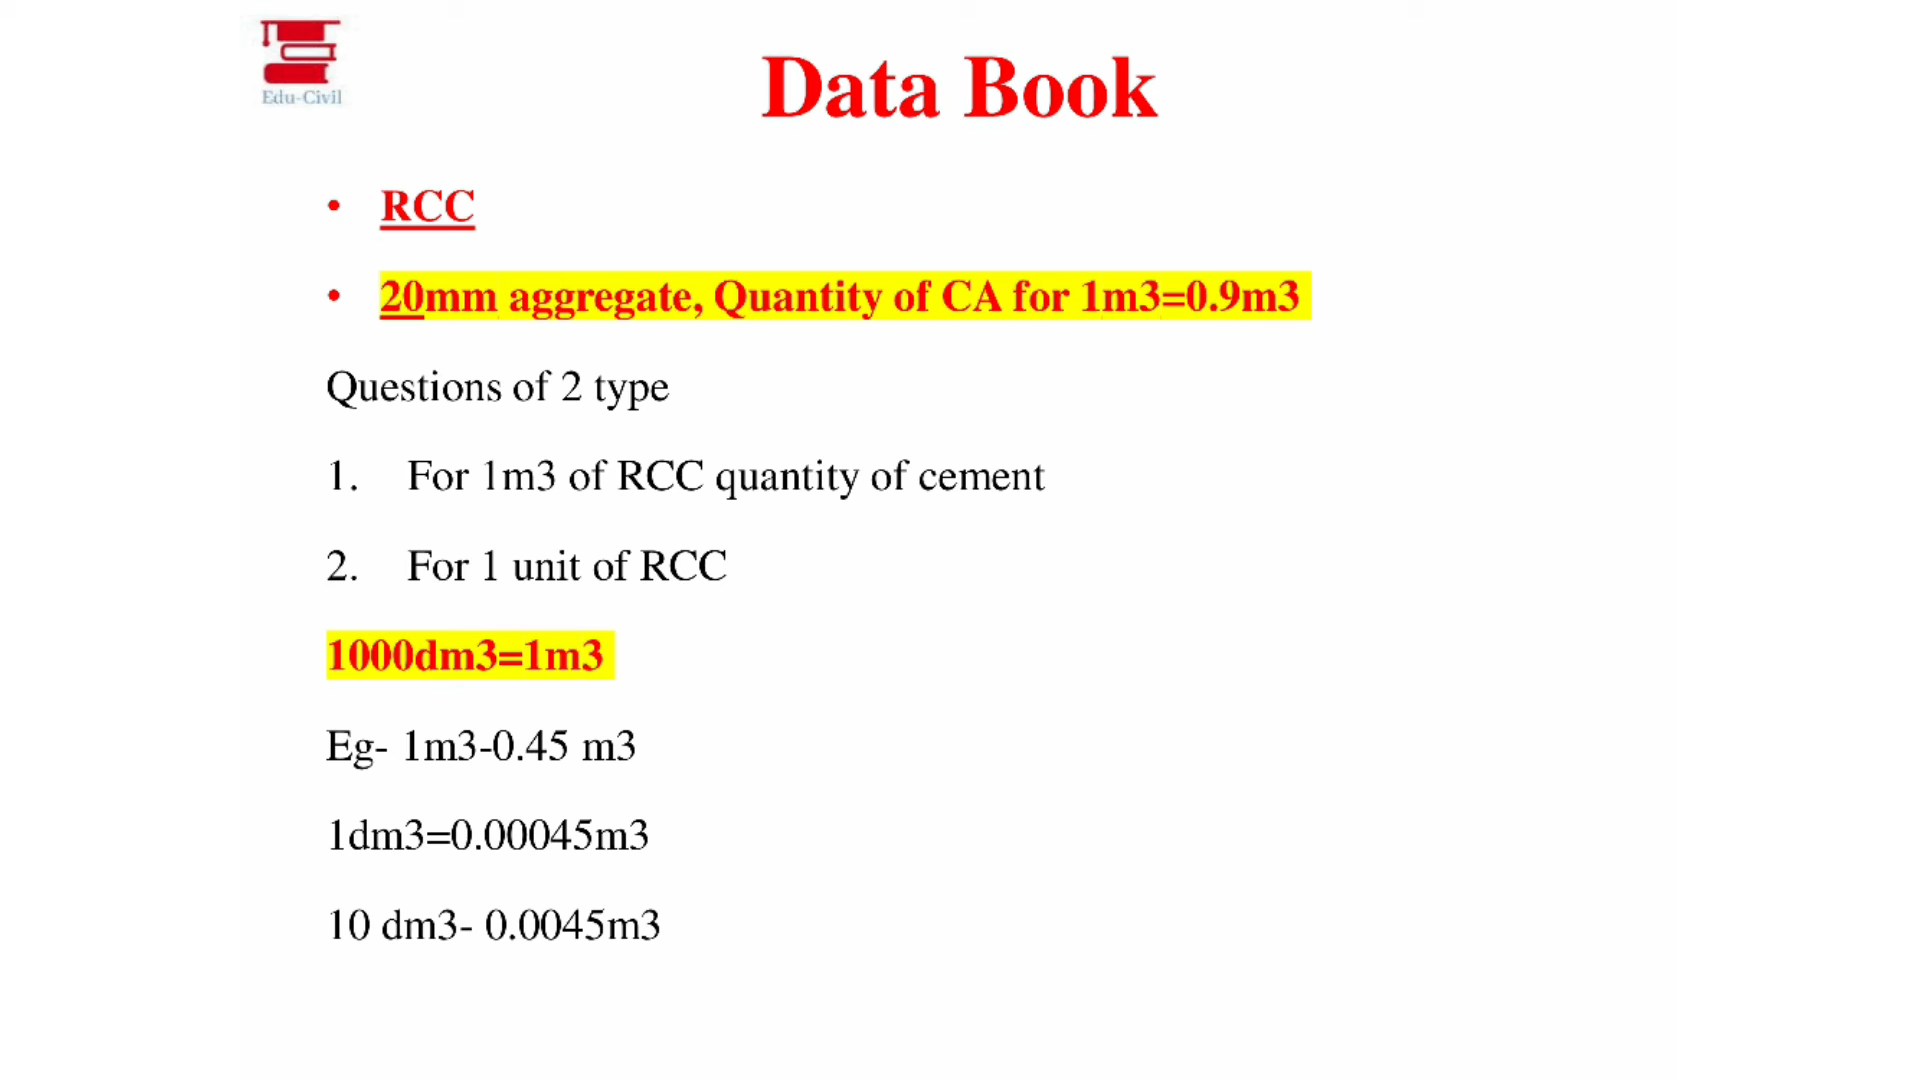 Edu-Civil
Data Book
• RCC
• 20mm aggregate, Quantity of CA for 1m3=0.9m3
Questions of 2 type
1. For 1m3 of RCC quantity of cement
2. For 1 unit of RCC
1000dm3=1m3
Eg- 1m3-0.45 m3
1dm3=0.00045m3
10 dm3- 0.0045m3